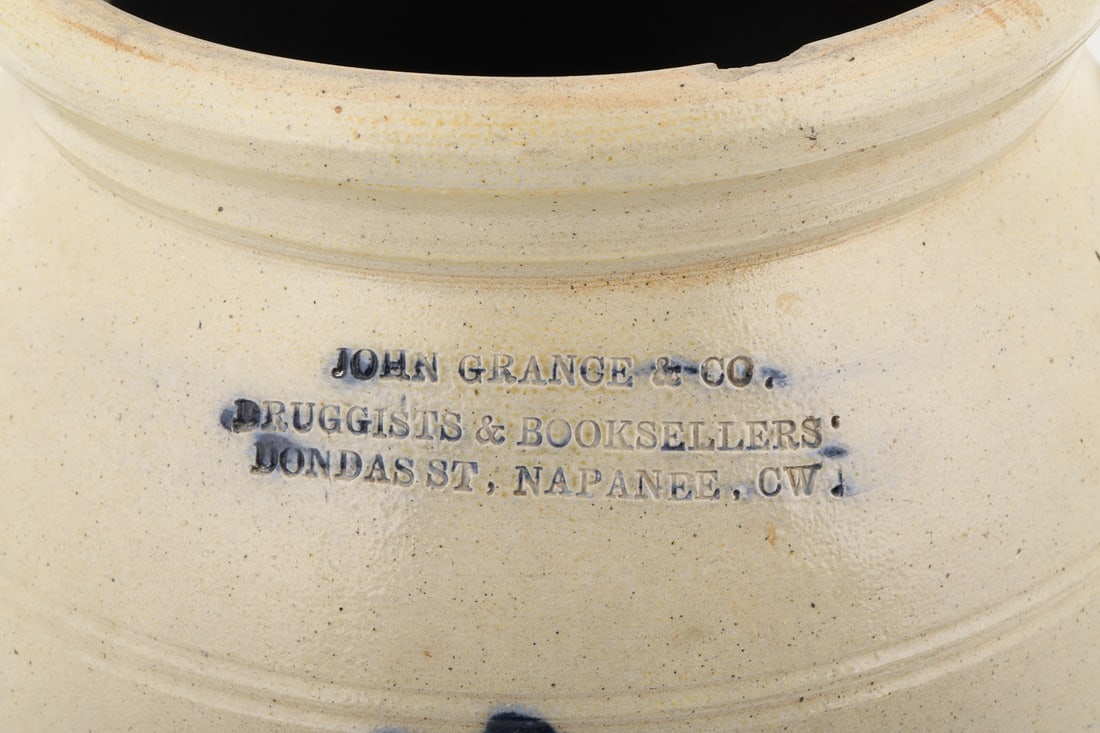 JOHN GRANGE & CO,
DRUGGISTS & BOOKSELLERS'
DONDAS ST, NAPANEE, CW,